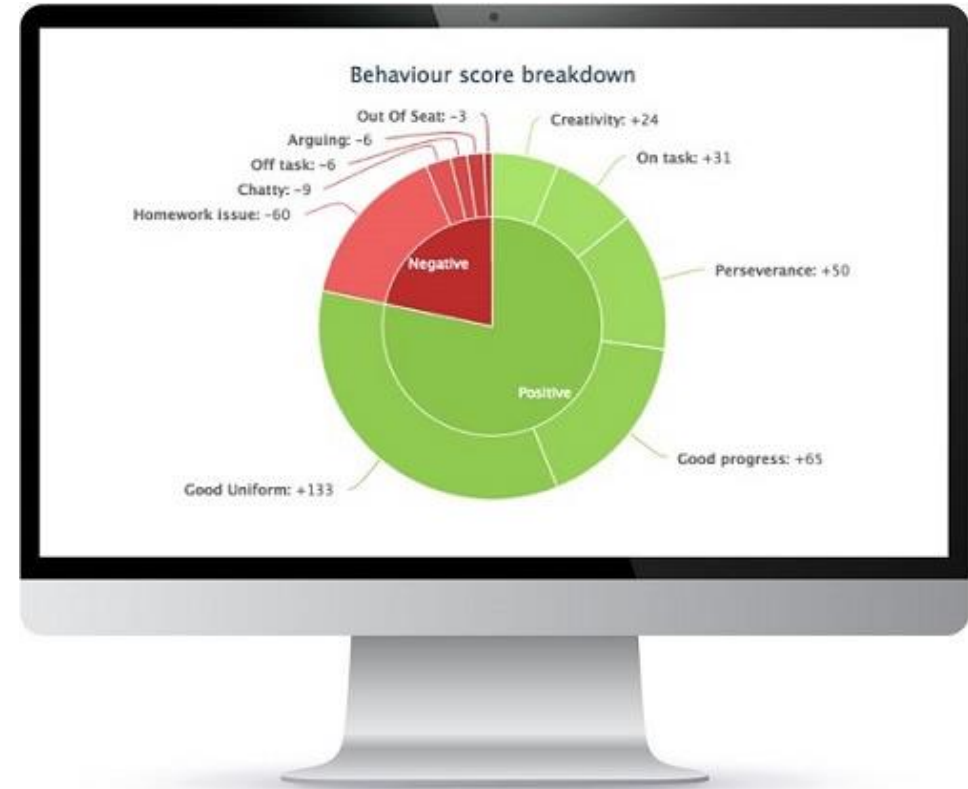 Behaviour score breakdown
Out Of Seat: -3
Creativity: +24
Arguing: -6
On task: +31
Off task: -6
Chatty: -9
Homework issue: -60
Negative
Perseverance: +50
Positive
Good progress: +65
Good Uniform: +133